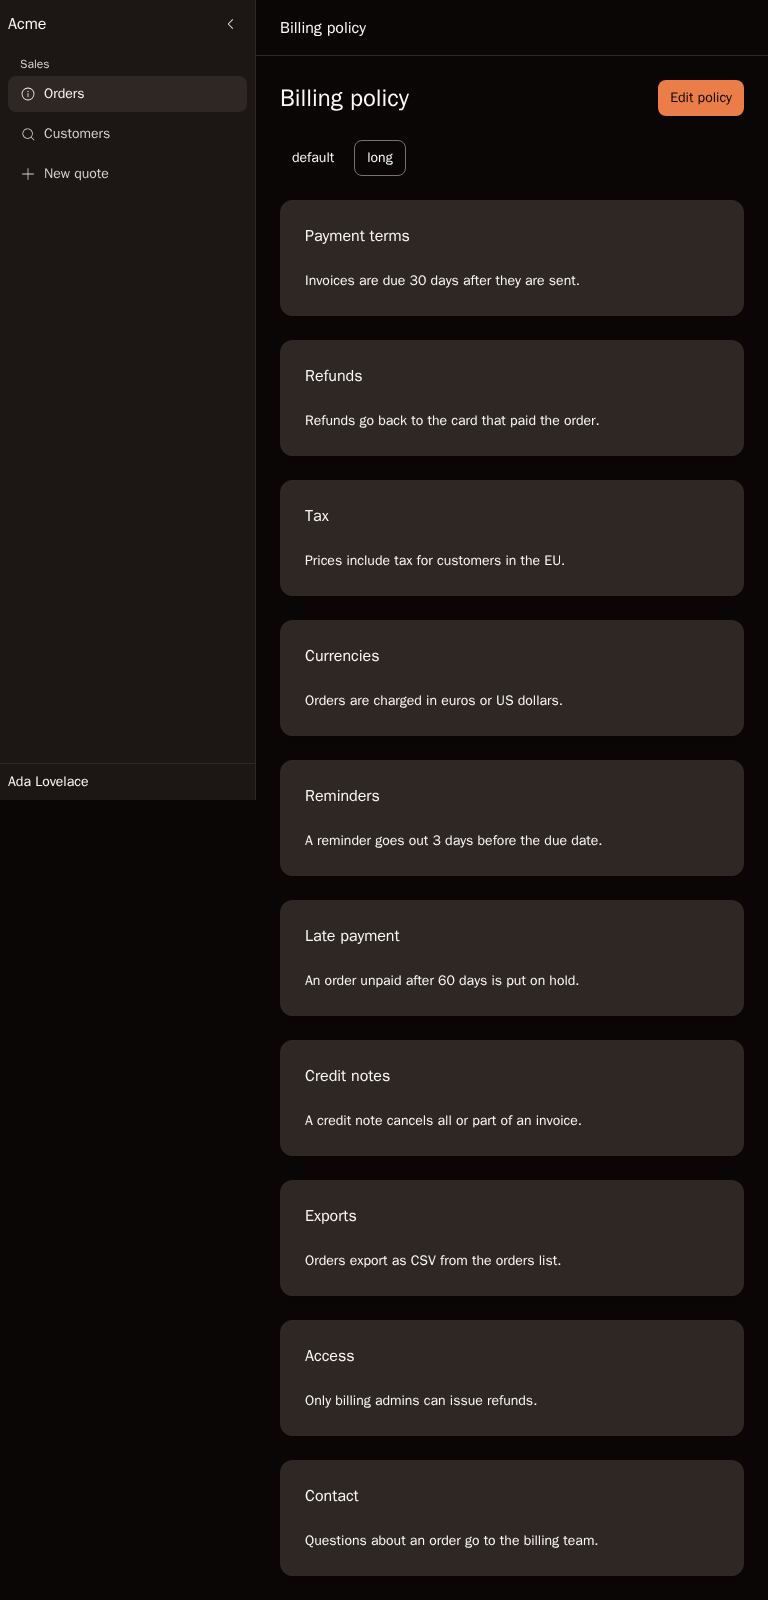 Acme
Sales
Orders
Customers
New quote
Ada Lovelace
Billing policy
Billing policy
Edit policy
default
long
Payment terms
Invoices are due 30 days after they are sent.
Refunds
Refunds go back to the card that paid the order.
Tax
Prices include tax for customers in the EU.
Currencies
Orders are charged in euros or US dollars.
Reminders
A reminder goes out 3 days before the due date.
Late payment
An order unpaid after 60 days is put on hold.
Credit notes
A credit note cancels all or part of an invoice.
Exports
Orders export as CSV from the orders list.
Access
Only billing admins can issue refunds.
Contact
Questions about an order go to the billing team.